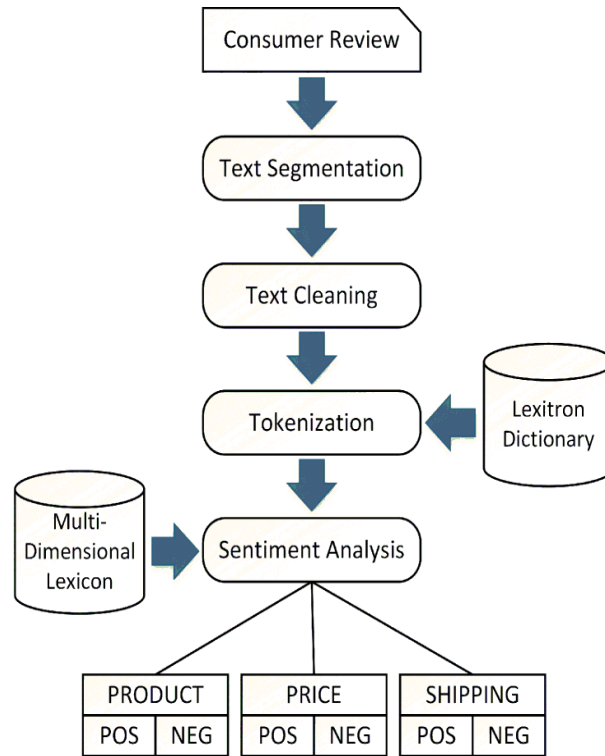 Consumer Review
Text Segmentation
Text Cleaning
Tokenization
Lexitron
Dictionary
Multi-
Dimensional
Lexicon
Sentiment Analysis
PRODUCT
POS NEG
PRICE
POS NEG
SHIPPING
POS NEG